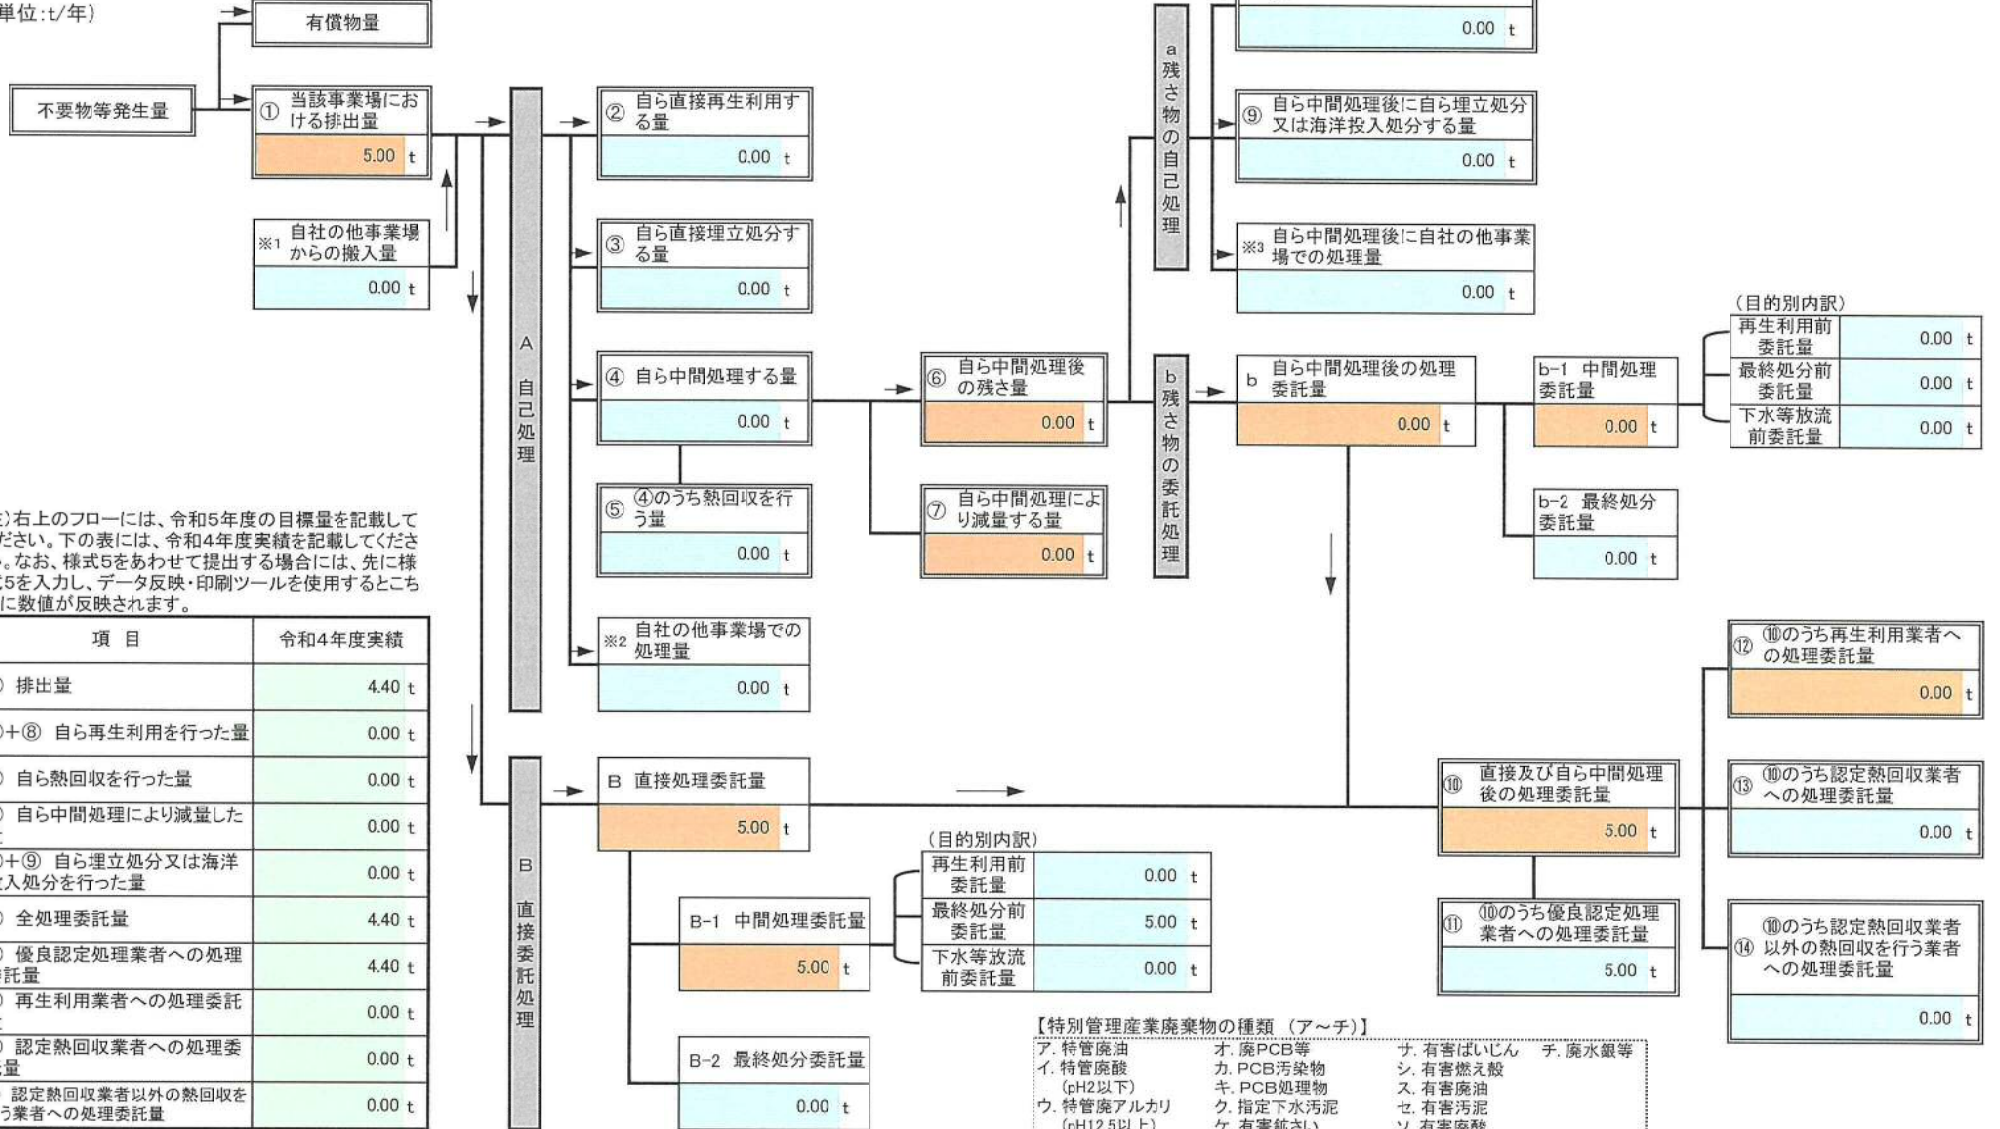 単位:t/年)
有償物量
不要物等発生量
① 当該事業場にお
ける排出量
5.00 t
※1 自社の他事業場
からの搬入量
0.00 t
A 自己処理
② 自ら直接再生利用す
る量
0.00 t
③ 自ら直接埋立処分す
る量
0.00 t
④ 自ら中間処理する量
0.00 t
⑤ ④のうち熱回収を行
う量
0.00 t
※2 自社の他事業場での
処理量
0.00 t
⑥ 自ら中間処理後
の残さ量
0.00 t
⑦ 自ら中間処理によ
り減量する量
0.00 t
a 残さ物の自己処理
0.00 t
⑨ 自ら中間処理後に自ら埋立処分
又は海洋投入処分する量
0.00 t
※3 自ら中間処理後に自社の他事業
場での処理量
0.00 t
b 残さ物の委託処理
b 自ら中間処理後の処理
委託量
0.00 t
b-1 中間処理
委託量
0.00 t
(目的別内訳)
再生利用前
委託量
0.00 t
最終処分前
委託量
0.00 t
下水等放流
前委託量
0.00 t
b-2 最終処分
委託量
0.00 t
)右上のフローには、令和5年度の目標量を記載して
ださい。下の表には、令和4年度実績を記載してくださ
。なお、様式5をあわせて提出する場合には、先に様
5を入力し、データ反映・印刷ツールを使用するとこち
に数値が反映されます。
項 目 令和4年度実績
排出量 4.40 t
+⑧ 自ら再生利用を行った量 0.00 t
自ら熱回収を行った量 0.00 t
自ら中間処理により減量した
0.00 t
+⑨ 自ら埋立処分又は海洋
入処分を行った量 0.00 t
全処理委託量 4.40 t
優良認定処理業者への処理
託量 4.40 t
再生利用業者への処理委託
0.00 t
認定熱回収業者への処理委
量 0.00 t
認定熱回収業者以外の熱回収を
う業者への処理委託量 0.00 t
B 直接委託処理
B 直接処理委託量
5.00 t
B-1 中間処理委託量
5.00 t
(目的別内訳)
再生利用前
委託量
0.00 t
最終処分前
委託量
5.00 t
下水等放流
前委託量
0.00 t
B-2 最終処分委託量
0.00 t
⑩ 直接及び自ら中間処理
後の処理委託量
5.00 t
⑪ ⑩のうち優良認定処理
業者への処理委託量
5.00 t
⑫ ⑩のうち再生利用業者へ
の処理委託量
0.00 t
⑬ ⑩のうち認定熱回収業者
への処理委託量
0.00 t
⑭ ⑩のうち認定熱回収業者
以外の熱回収を行う業者
への処理委託量
0.00 t
【特別管理産業廃棄物の種類 (ア~チ)】
ア. 特管廃油 オ. 廃PCB等 サ. 有害ばいじん チ. 廃水銀等
イ. 特管廃酸 カ. PCB汚染物 シ. 有害燃え殻
(pH2以下) キ. PCB処理物 ス. 有害廃油
ウ. 特管廃アルカリ ク. 指定下水汚泥 セ. 有害汚泥
(pH12.5以上) ケ. 有害鉱さい ソ. 有害廃酸